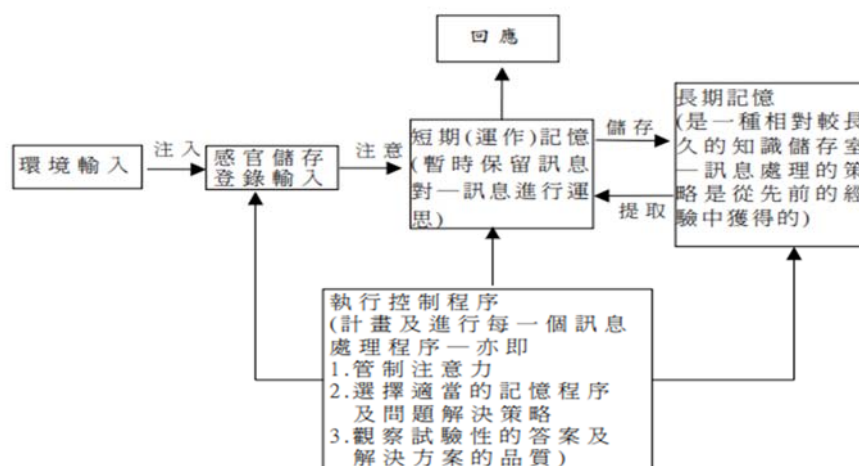 回應
環境輸入
注入
感官儲存
登錄輸入
注意
短期(運作)記憶
(暫時保留訊息
對—訊息進行運
思)
儲存
提取
長期記憶
(是一種相對較長
久的知識儲存室
—訊息處理的策
略是從先前的經
驗中獲得的)
執行控制程序
(計畫及進行每一個訊息
處理程序—亦即
1.管制注意力
2.選擇適當的記憶程序
及問題解決策略
3.觀察試驗性的答案及
解決方案的品質)